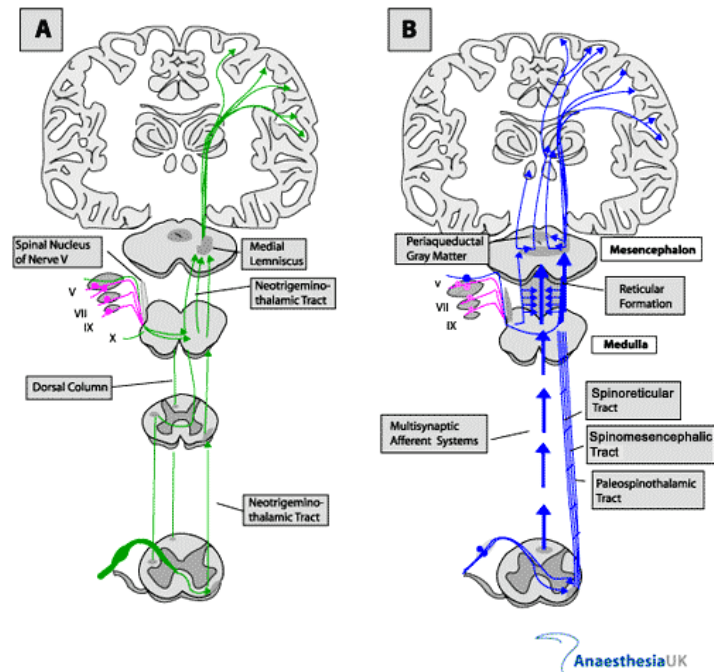 A
Spinal Nucleus
of Nerve V
Medial
Lemniscus
Neotrigemino-
thalamic Tract
V
VII
IX
X
Dorsal Column
Neotrigemino-
thalamic Tract
B
Periaqueductal
Gray Matter
Mesencephalon
Reticular
Formation
V
VII
IX
Medulla
Multisynaptic
Afferent Systems
Spinoreticular
Tract
Spinomesencephalic
Tract
Paleospinothalamic
Tract
AnaesthesiaUK